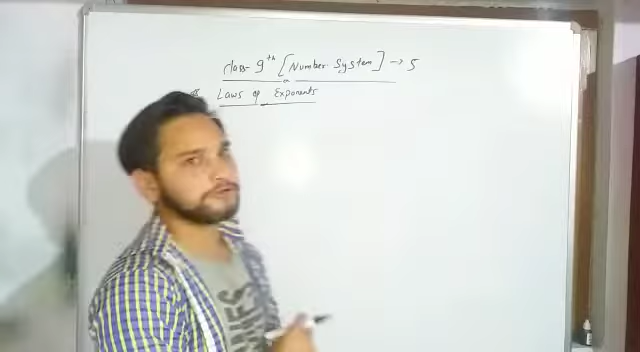 class- 9th [Number System] → 5
Laws of Exponents